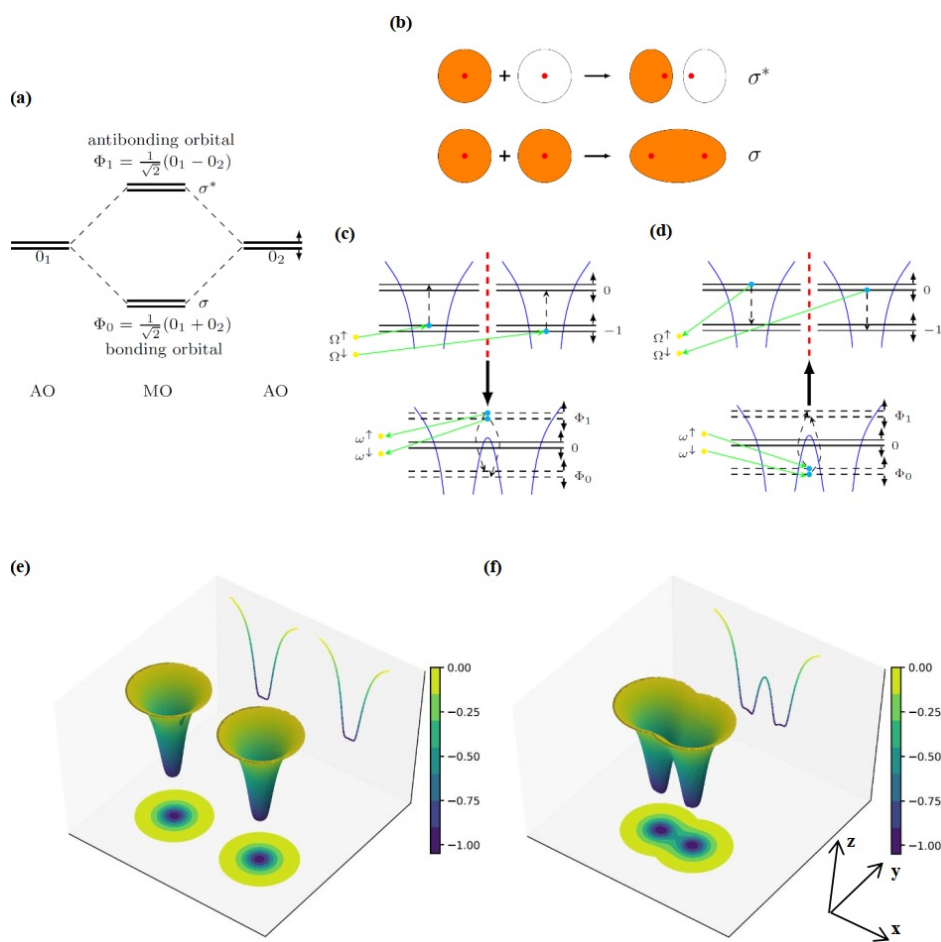 (a)
antibonding orbital
Φ₁ = 1/√2 (0₁ − 0₂)
σ*
0₁
0₂
σ
Φ₀ = 1/√2 (0₁ + 0₂)
bonding orbital
AO
MO
AO
(b)
+
σ*
+
σ
(c)
0
−1
Ω↑
Ω↓
Φ₁
ω↑
ω↓
0
Φ₀
(d)
0
−1
Ω↑
Ω↓
Φ₁
ω↑
ω↓
0
Φ₀
(e)
0.00
−0.25
−0.50
−0.75
−1.00
(f)
0.00
−0.25
−0.50
−0.75
−1.00
z
y
x